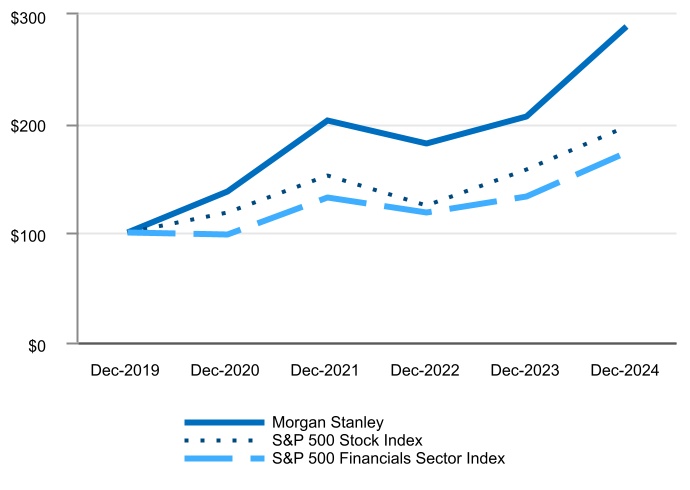 $300
$200
$100
$0
Dec-2019 Dec-2020 Dec-2021 Dec-2022 Dec-2023 Dec-2024
Morgan Stanley
S&P 500 Stock Index
S&P 500 Financials Sector Index